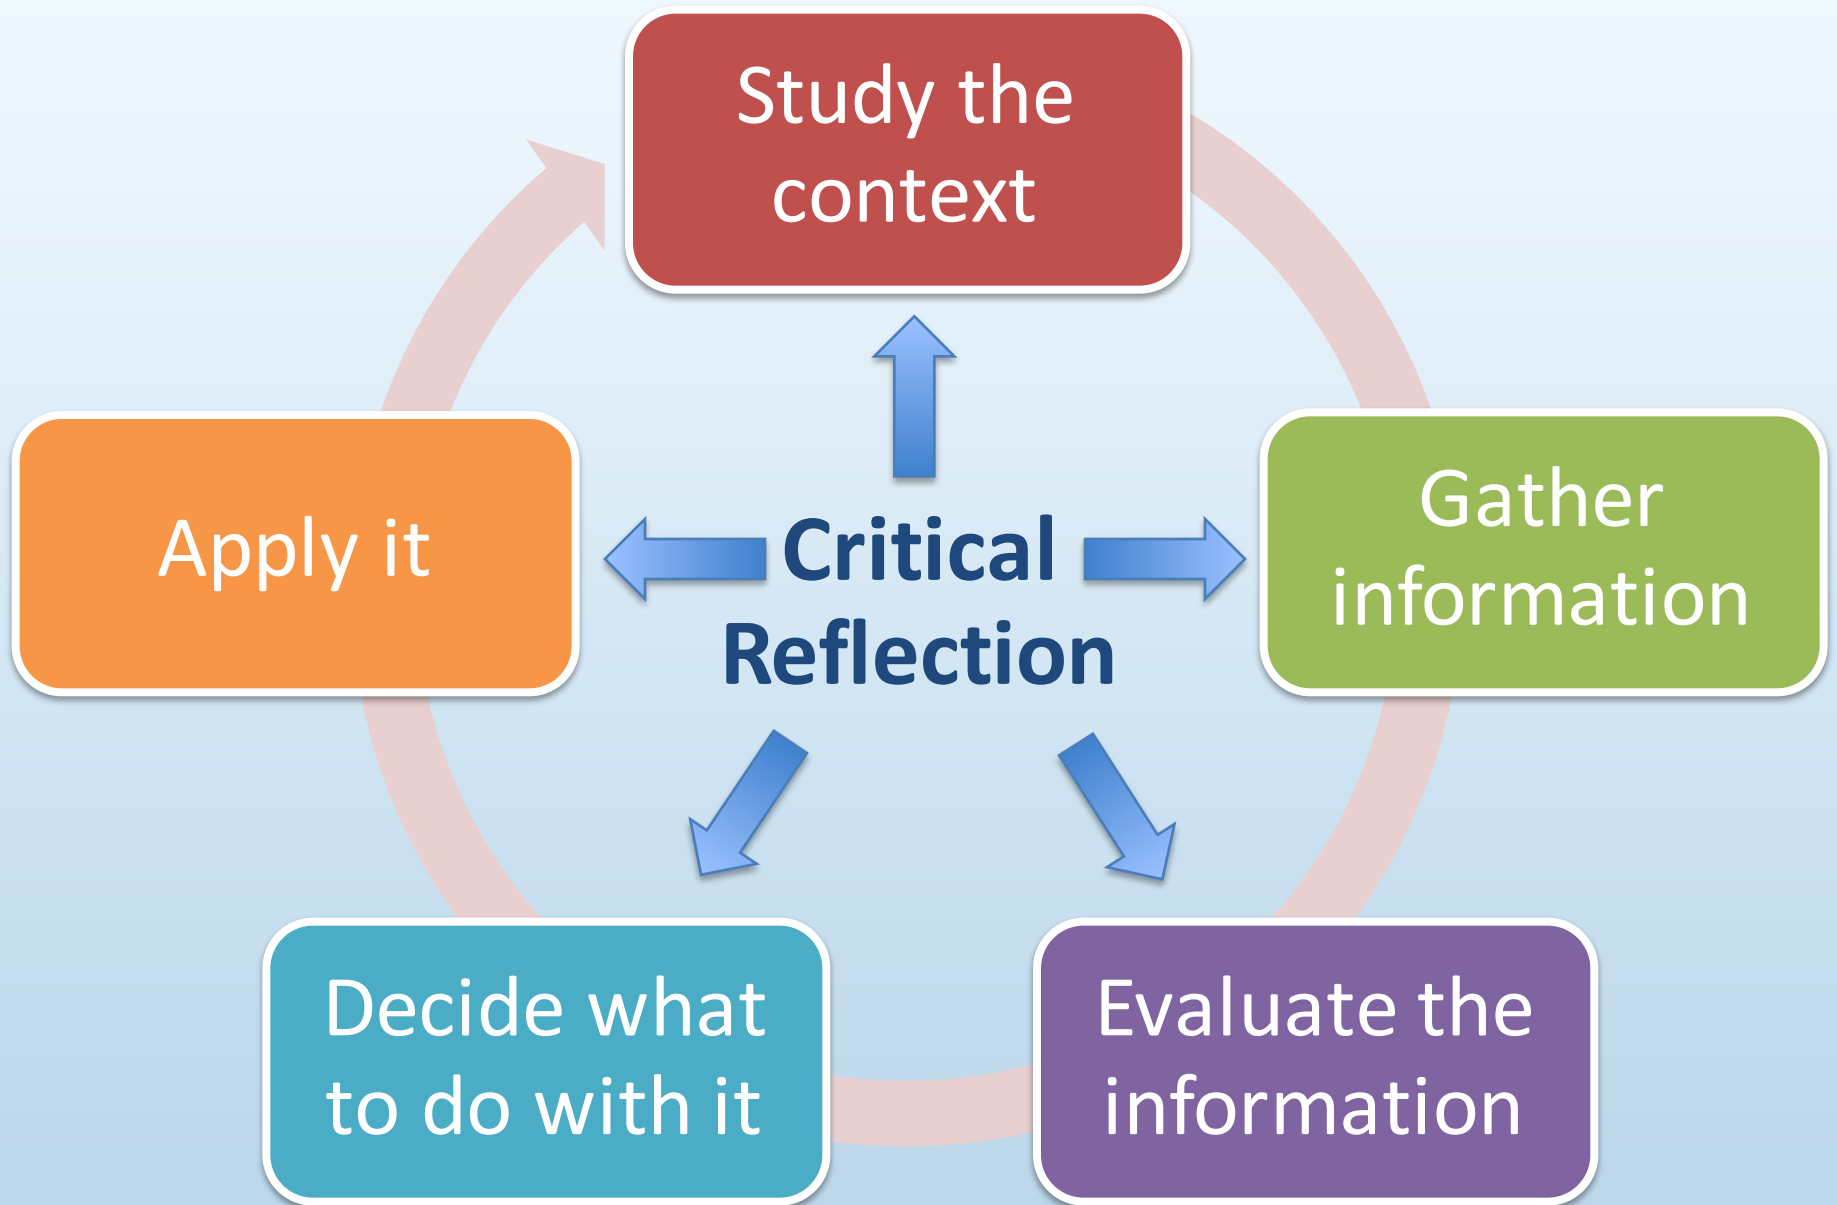 Study the
context
Gather
information
Evaluate the
information
Decide what
to do with it
Apply it
Critical
Reflection